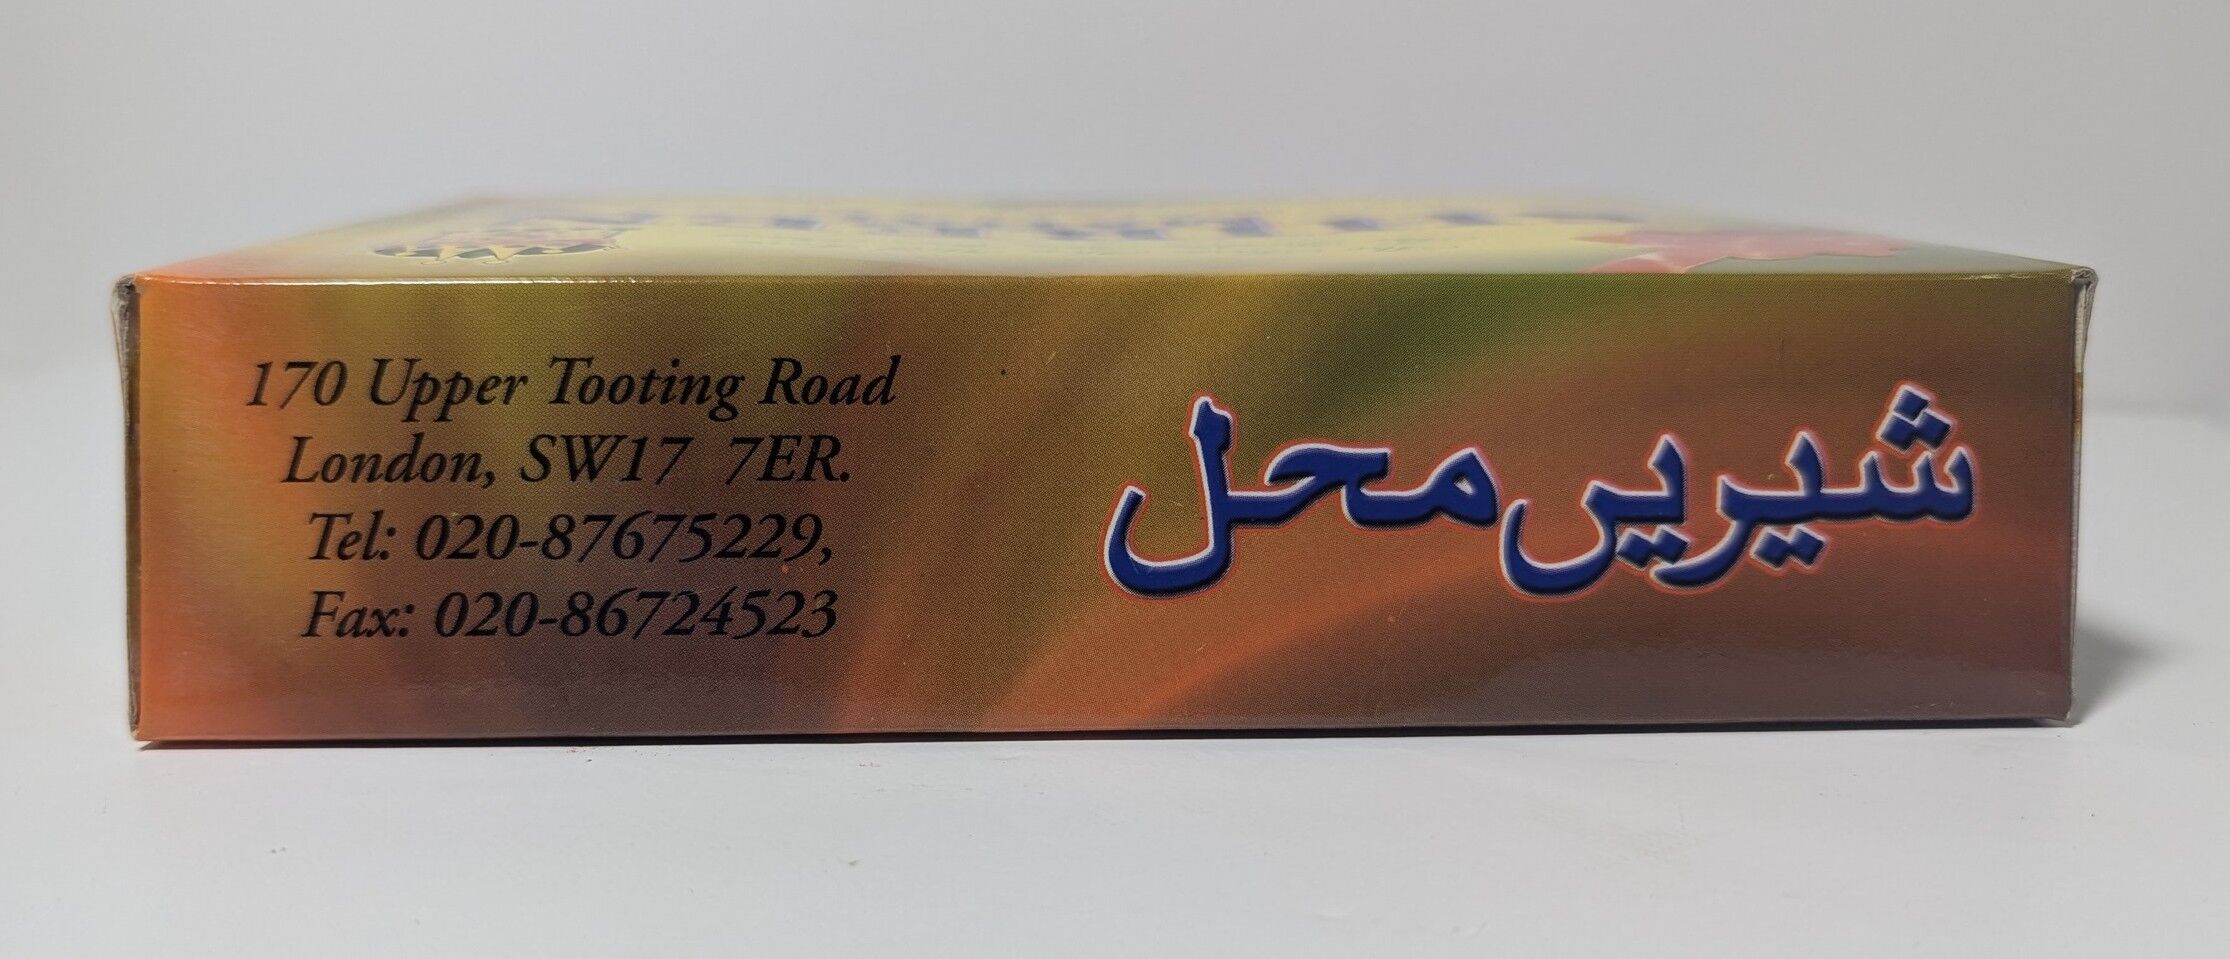 170 Upper Tooting Road
London, SW17 7ER.
Tel: 020-87675229,
Fax: 020-86724523
شیریں محل